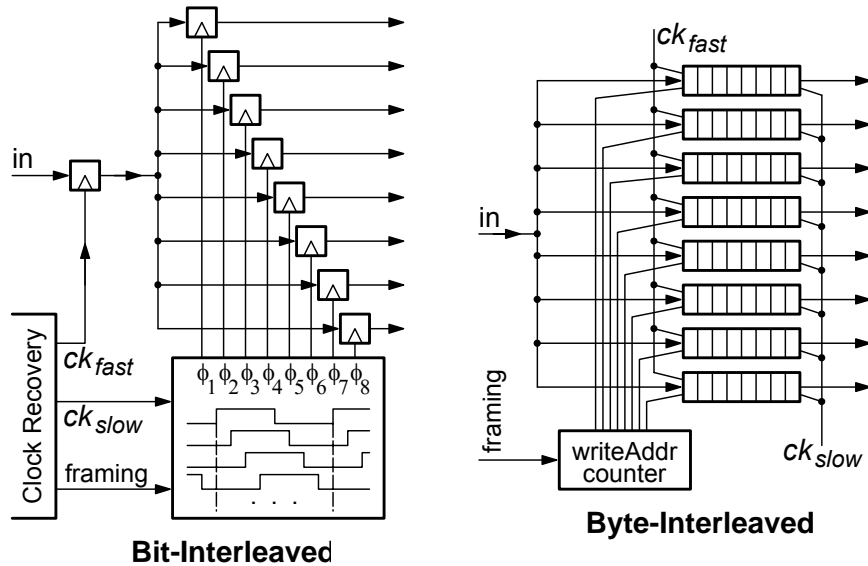 in
Clock Recovery
ck_fast
ck_slow
framing
ϕ1 ϕ2 ϕ3 ϕ4 ϕ5 ϕ6 ϕ7 ϕ8
. . .
Bit-Interleaved
ck_fast
in
framing
writeAddr
counter
ck_slow
Byte-Interleaved